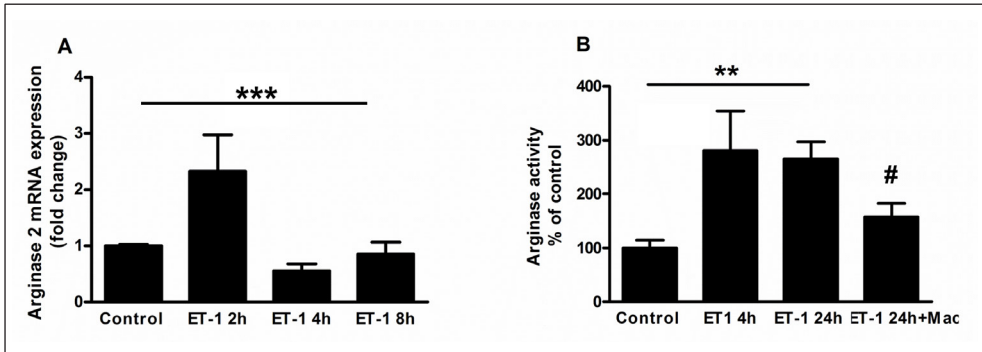 A
Arginase 2 mRNA expression
(fold change)
4
3
2
1
0
***
Control ET-1 2h ET-1 4h ET-1 8h
B
Arginase activity
% of control
400
300
200
100
0
**
#
Control ET1 4h ET-1 24h ET-1 24h+Mac